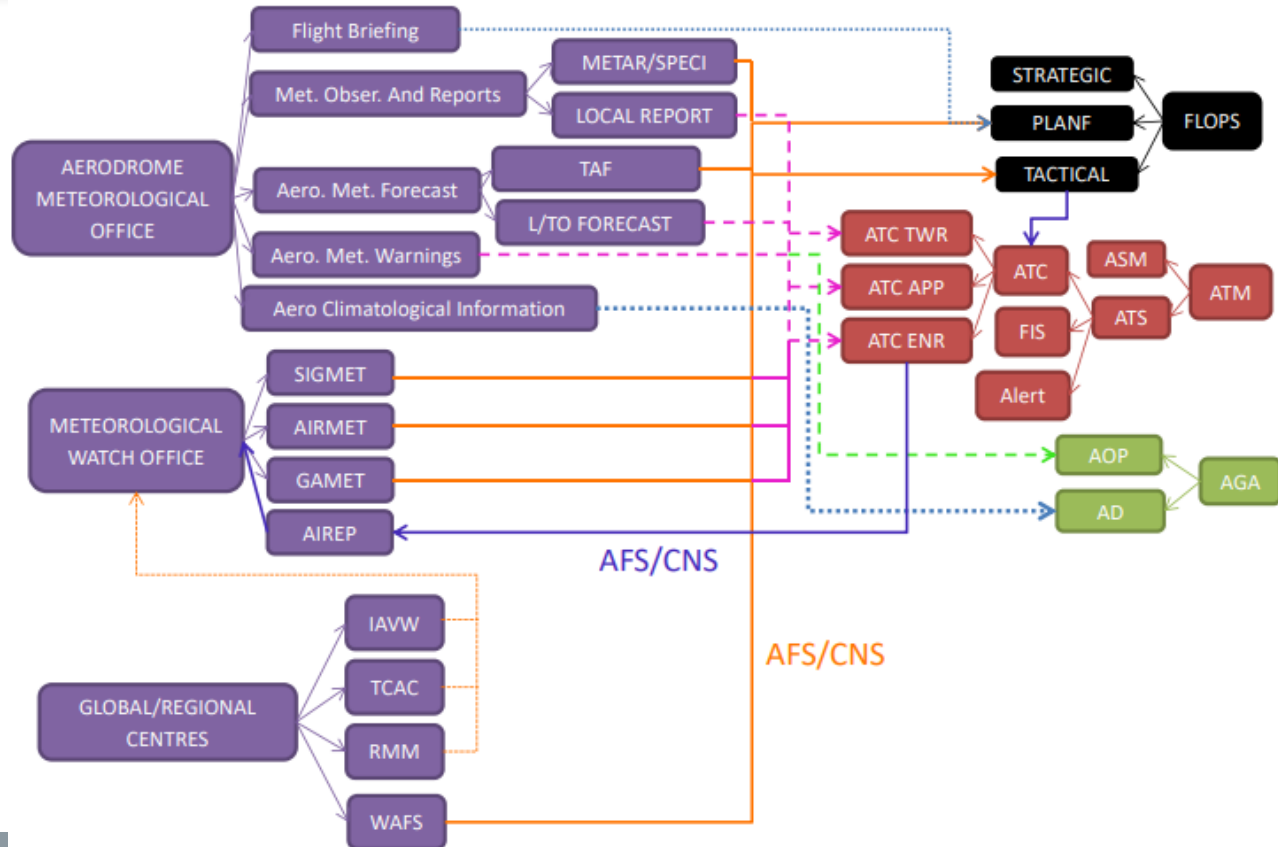 Flight Briefing
METAR/SPECI
Met. Obser. And Reports
LOCAL REPORT
AERODROME
METEOROLOGICAL
OFFICE
TAF
Aero. Met. Forecast
L/TO FORECAST
Aero. Met. Warnings
Aero Climatological Information
STRATEGIC
PLANF
FLOPS
TACTICAL
ATC TWR
ATC APP
ATC ENR
ATC
ASM
ATM
FIS
ATS
Alert
SIGMET
METEOROLOGICAL
WATCH OFFICE
AIRMET
GAMET
AIREP
AOP
AGA
AD
AFS/CNS
IAVW
AFS/CNS
TCAC
GLOBAL/REGIONAL
CENTRES
RMM
WAFS